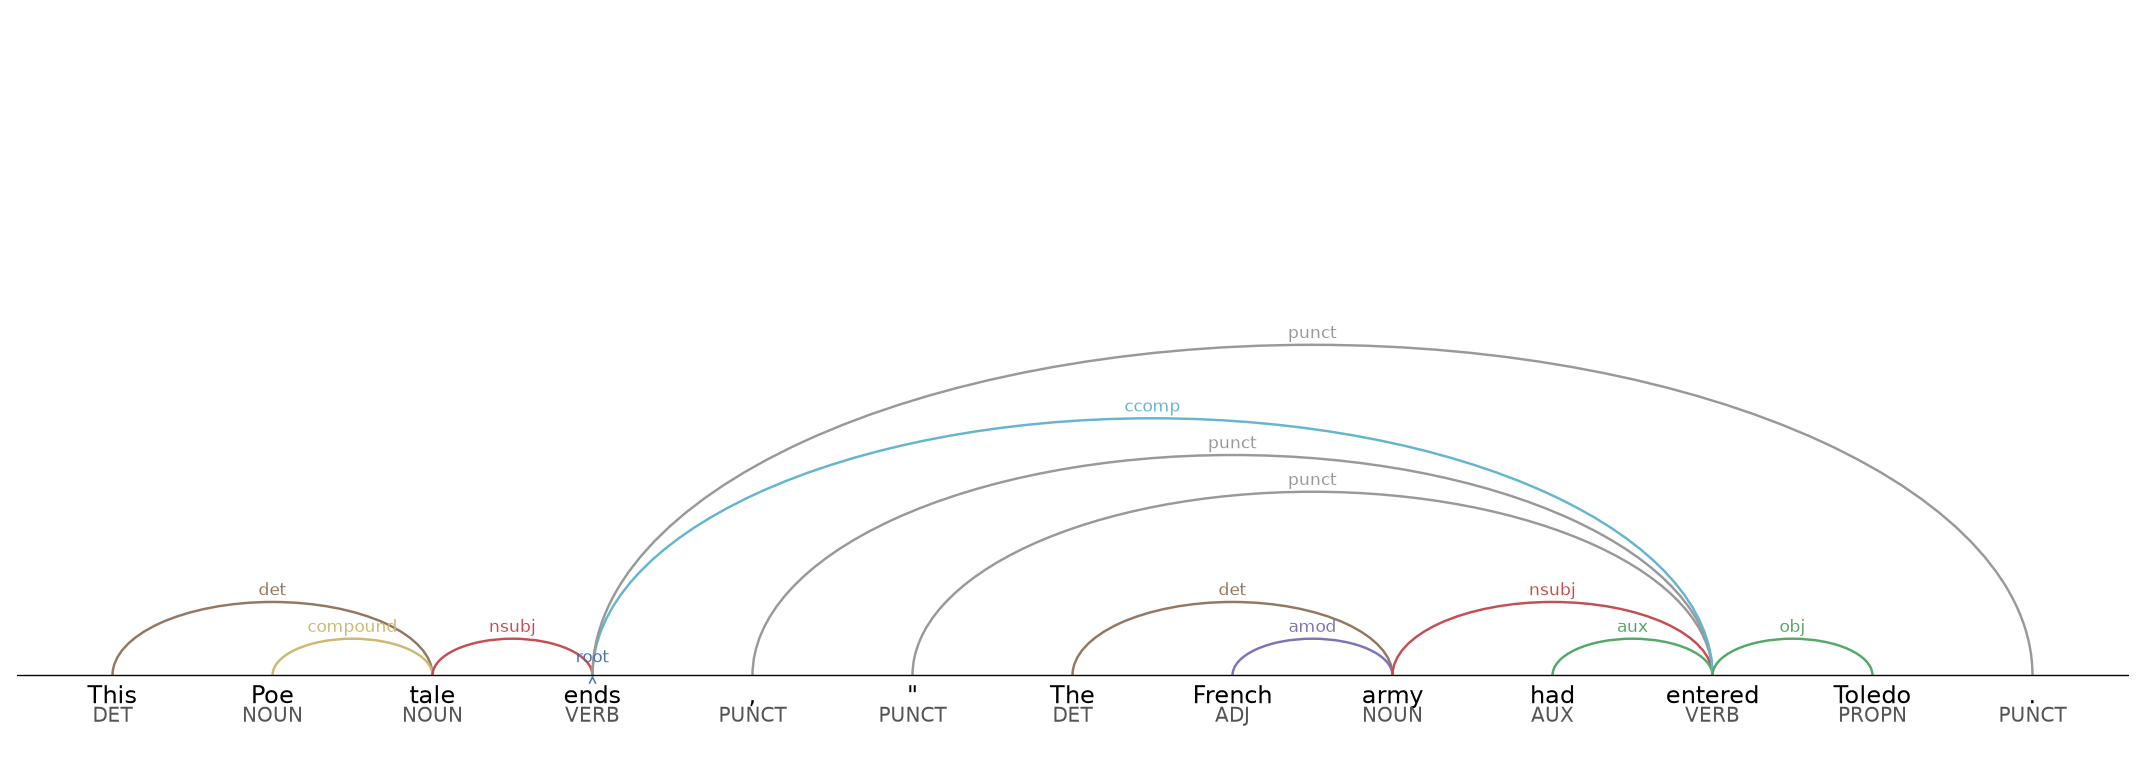 punct
ccomp
punct
punct
det det nsubj
compound nsubj amod aux obj
root
This Poe tale ends , " The French army had entered Toledo .
DET NOUN NOUN VERB PUNCT PUNCT DET ADJ NOUN AUX VERB PROPN PUNCT